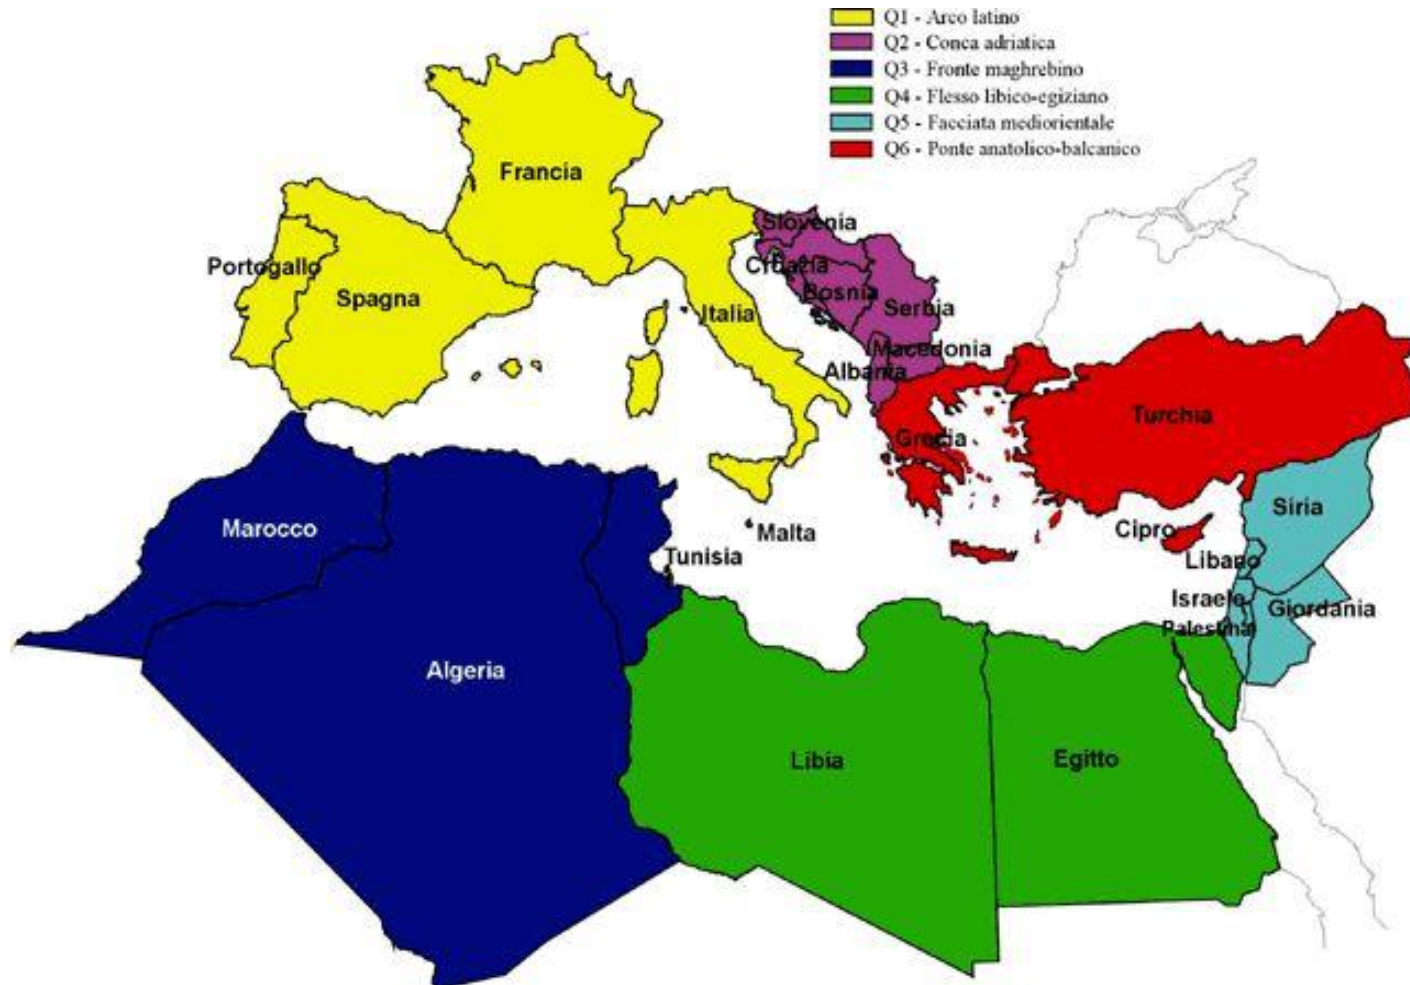 Q1 - Arco latino
Q2 - Conca adriatica
Q3 - Fronte maghrebino
Q4 - Flesso libico-egiziano
Q5 - Facciata mediorientale
Q6 - Ponte anatolico-balcanico
Francia
Slovenia
Portogallo
Croazia
Spagna
Bosnia
Italia
Serbia
Macedonia
Albania
Turchia
Grecia
Siria
Marocco
Malta
Cipro
Tunisia
Libano
Israele
Giordania
Palestina
Algeria
Libia
Egitto